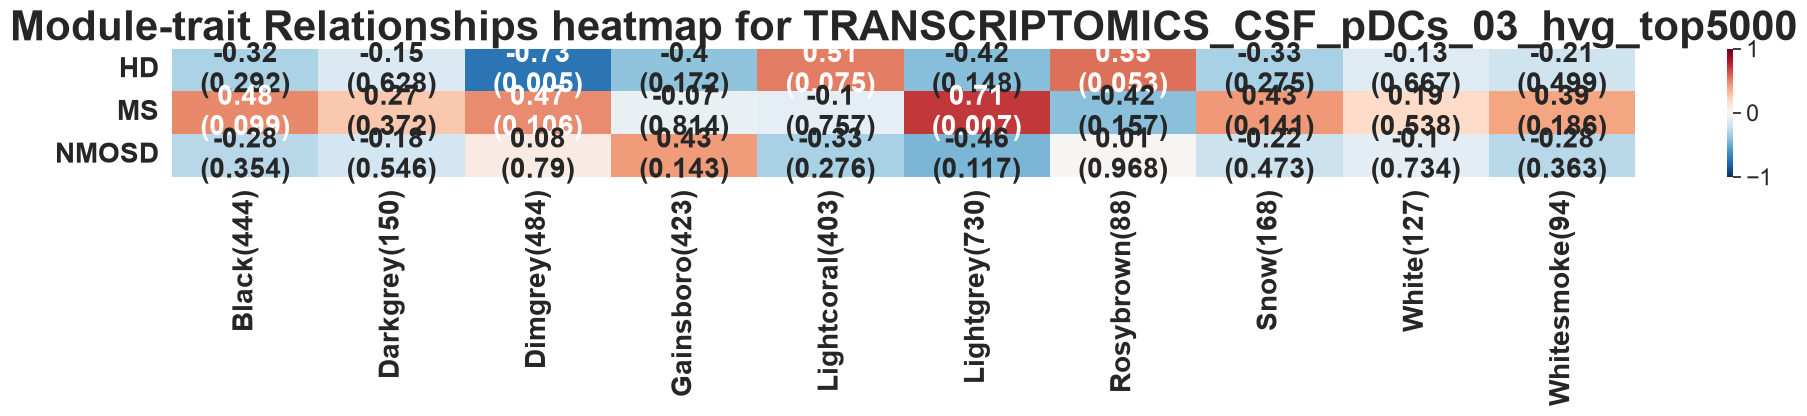 Module-trait Relationships heatmap for TRANSCRIPTOMICS_CSF_pDCs_03_hvg_top5000
HD
-0.32 -0.15 -0.73 -0.4 0.51 -0.42 0.55 -0.33 -0.13 -0.21
(0.292) (0.628) (0.005) (0.172) (0.075) (0.148) (0.053) (0.275) (0.667) (0.499)
MS
0.48 0.27 0.47 -0.07 -0.1 0.71 -0.42 0.43 0.19 0.39
(0.099) (0.372) (0.106) (0.814) (0.757) (0.007) (0.157) (0.141) (0.538) (0.186)
NMOSD
-0.28 -0.18 0.08 0.43 -0.33 -0.46 0.01 -0.22 -0.1 -0.28
(0.354) (0.546) (0.79) (0.143) (0.276) (0.117) (0.968) (0.473) (0.734) (0.363)
Black(444)
Darkgrey(150)
Dimgrey(484)
Gainsboro(423)
Lightcoral(403)
Lightgrey(730)
Rosybrown(88)
Snow(168)
White(127)
Whitesmoke(94)
1
0
−1